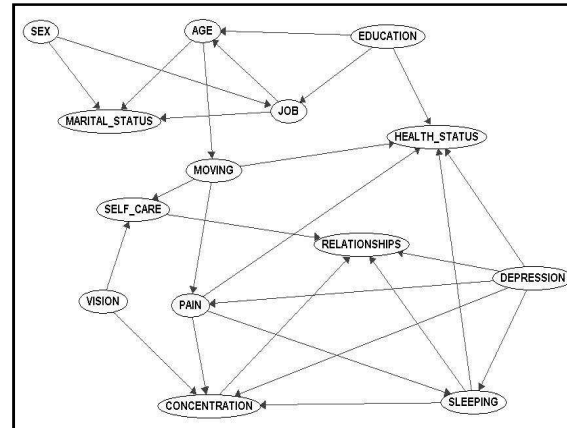 SEX
AGE
EDUCATION
MARITAL_STATUS
JOB
HEALTH_STATUS
MOVING
SELF_CARE
RELATIONSHIPS
DEPRESSION
VISION
PAIN
CONCENTRATION
SLEEPING